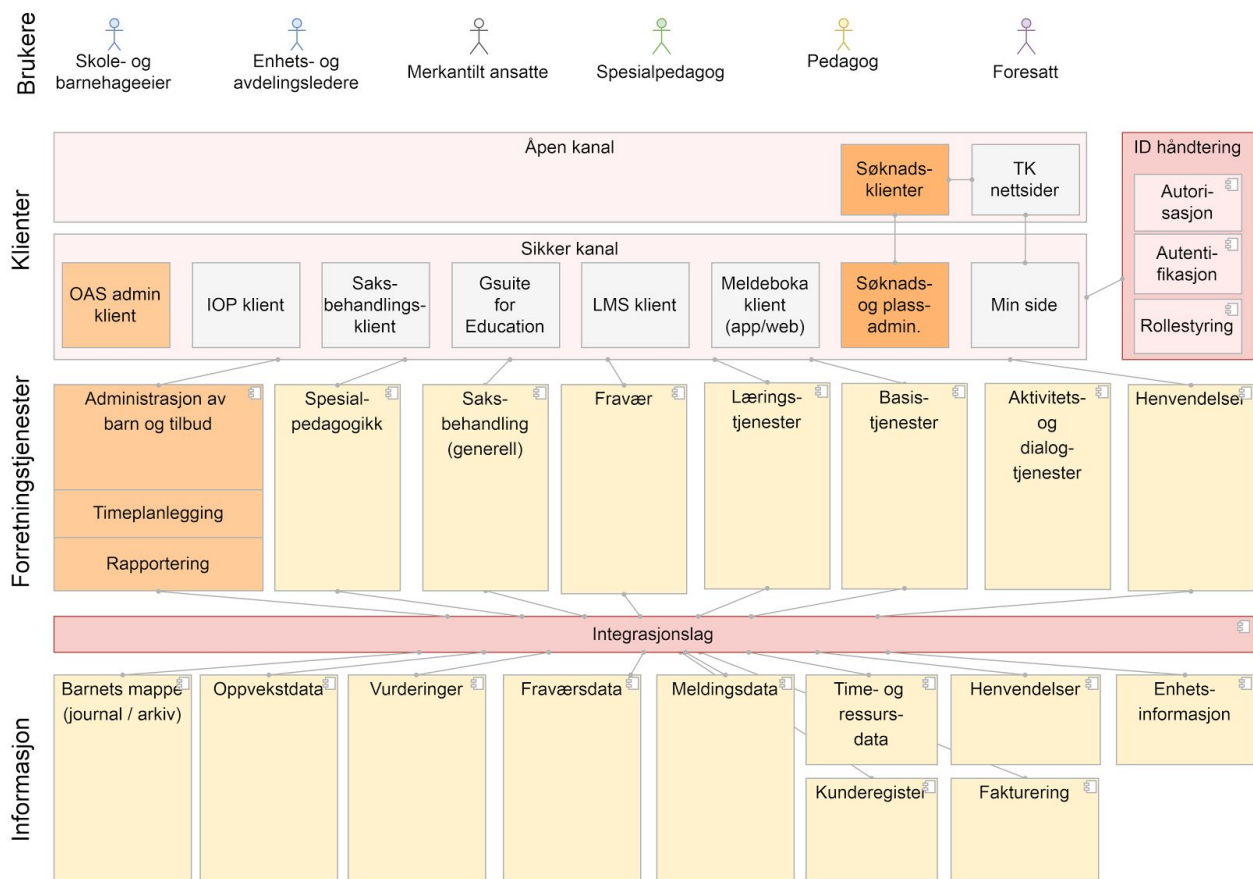 Brukere
Skole- og
barnehageeier
Enhets- og
avdelingsledere
Merkantilt ansatte
Spesialpedagog
Pedagog
Foresatt
Klienter
Åpen kanal
Søknads-
klienter
TK
nettsider
ID håndtering
Autori-
sasjon
Autenti-
fikasjon
Rollestyring
Sikker kanal
OAS admin
klient
IOP klient
Saks-
behandlings-
klient
Gsuite
for
Education
LMS klient
Meldeboka
klient
(app/web)
Søknads-
og plass-
admin.
Min side
Forretningstjenester
Administrasjon av
barn og tilbud
Timeplanlegging
Rapportering
Spesial-
pedagogikk
Saks-
behandling
(generell)
Fravær
Lærings-
tjenester
Basis-
tjenester
Aktivitets-
og
dialog-
tjenester
Henvendelser
Integrasjonslag
Informasjon
Barnets mappe
(journal / arkiv)
Oppvekstdata
Vurderinger
Fraværsdata
Meldingsdata
Time- og
ressurs-
data
Henvendelser
Enhets-
informasjon
Kunderegister
Fakturering